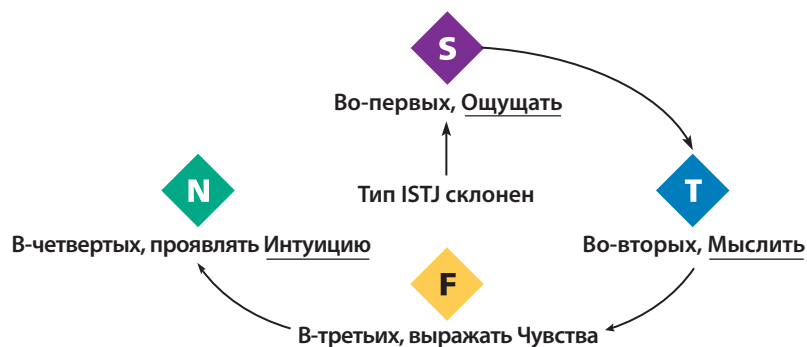 S
Во-первых, Ощущать
N
Тип ISTJ склонен
T
В-четвертых, проявлять Интуицию
Во-вторых, Мыслить
F
В-третьих, выражать Чувства